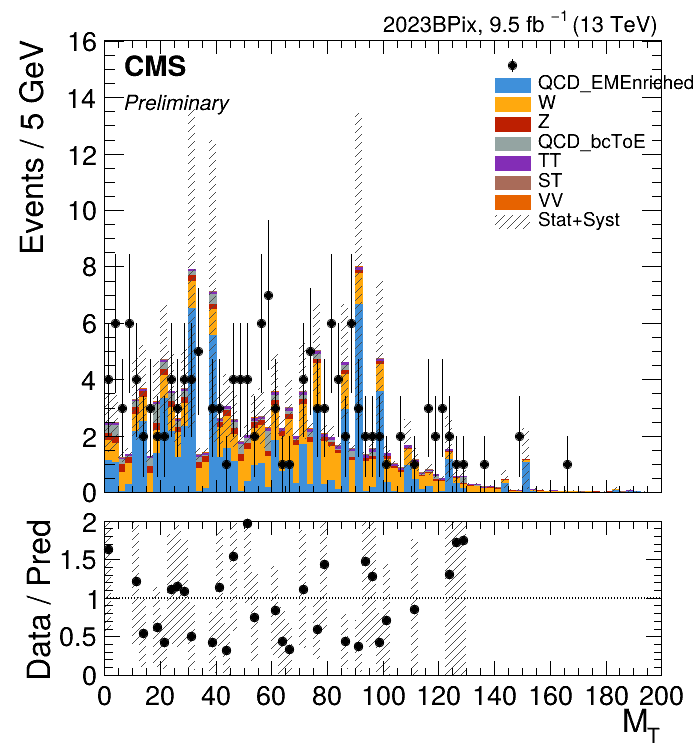 2023BPix, 9.5 fb⁻¹ (13 TeV)
CMS
Preliminary
QCD_EMEnriched
W
Z
QCD_bcToE
TT
ST
VV
Stat+Syst
Events / 5 GeV
16
14
12
10
8
6
4
2
0
Data / Pred
2
1.5
1
0.5
0
0 20 40 60 80 100 120 140 160 180 200
M_T